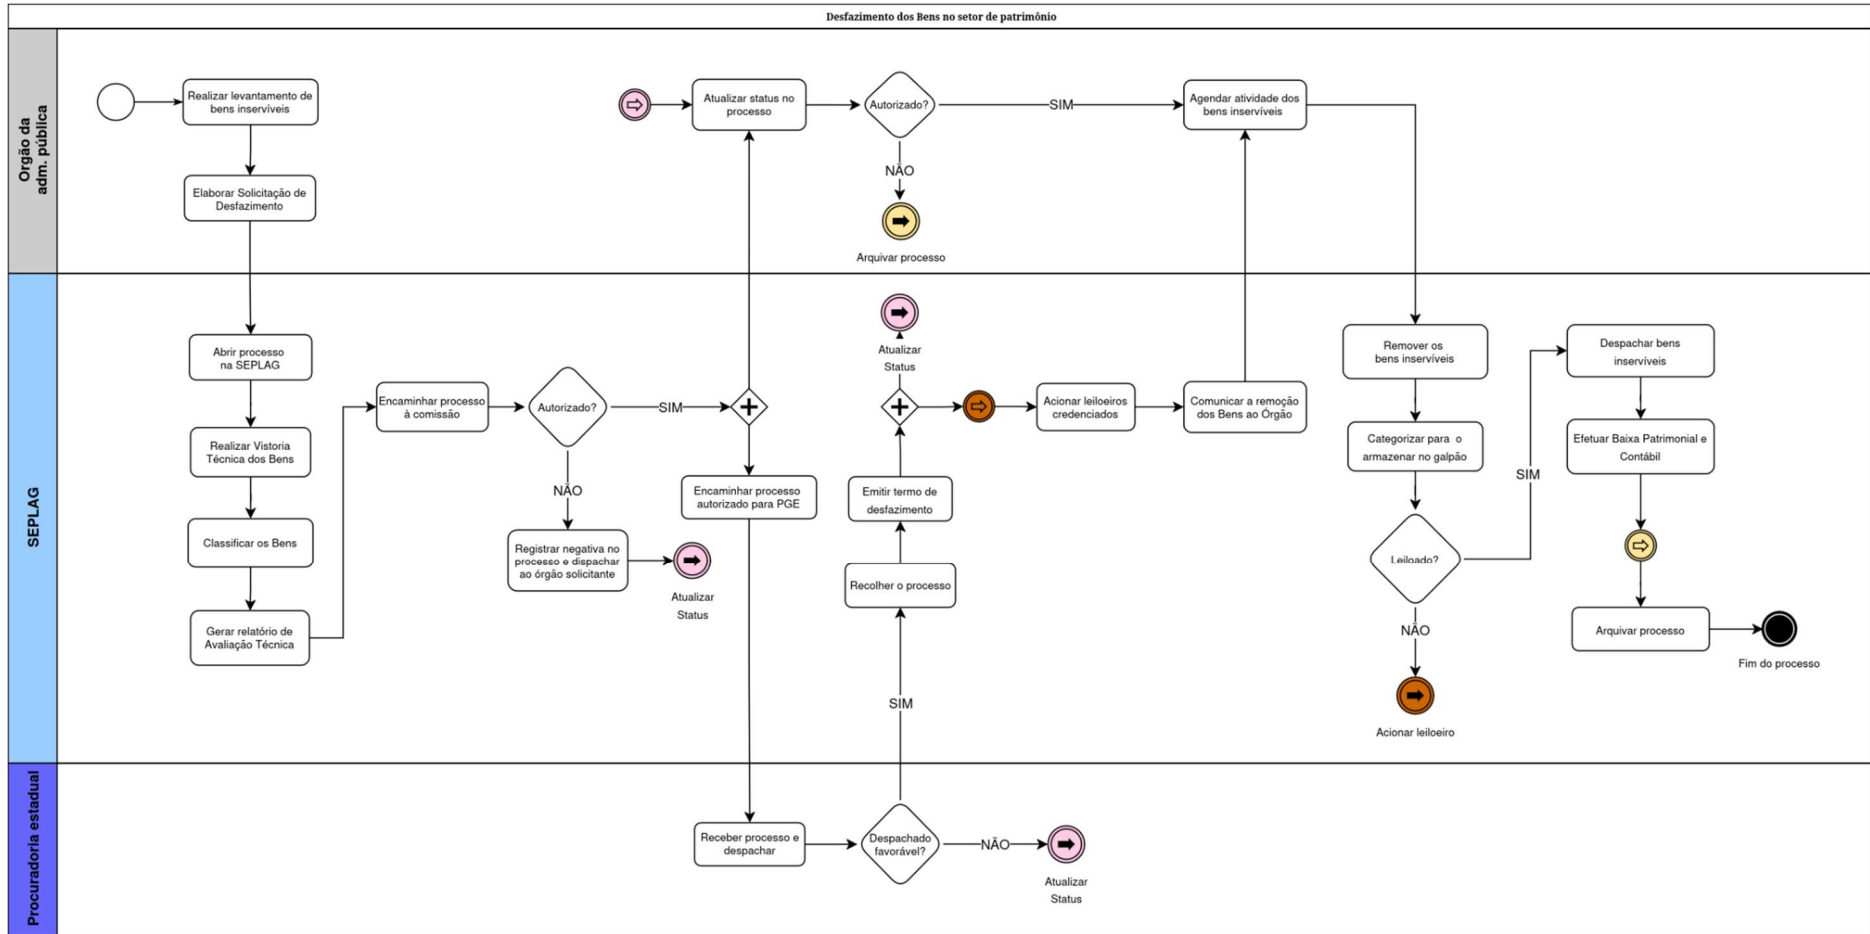 Desfazimento dos Bens no setor de patrimônio
Orgão da
adm. pública
Realizar levantamento de
bens inservíveis
Elaborar Solicitação de
Desfazimento
Atualizar status no
processo
Autorizado?
SIM
NÃO
Arquivar processo
Agendar atividade dos
bens inservíveis
SEPLAG
Abrir processo
na SEPLAG
Realizar Vistoria
Técnica dos Bens
Classificar os Bens
Gerar relatório de
Avaliação Técnica
Encaminhar processo
à comissão
Autorizado?
SIM
NÃO
Registrar negativa no
processo e dispachar
ao órgão solicitante
Atualizar
Status
Encaminhar processo
autorizado para PGE
Atualizar
Status
Emitir termo de
desfazimento
Recolher o processo
SIM
Acionar leiloeiros
credenciados
Comunicar a remoção
dos Bens ao Órgão
Remover os
bens inservíveis
Categorizar para o
armazenar no galpão
Leiloado?
SIM
NÃO
Acionar leiloeiro
Despachar bens
inservíveis
Efetuar Baixa Patrimonial e
Contábil
Arquivar processo
Fim do processo
Procuradoria estadual
Receber processo e
despachar
Despachado
favorável?
NÃO
Atualizar
Status